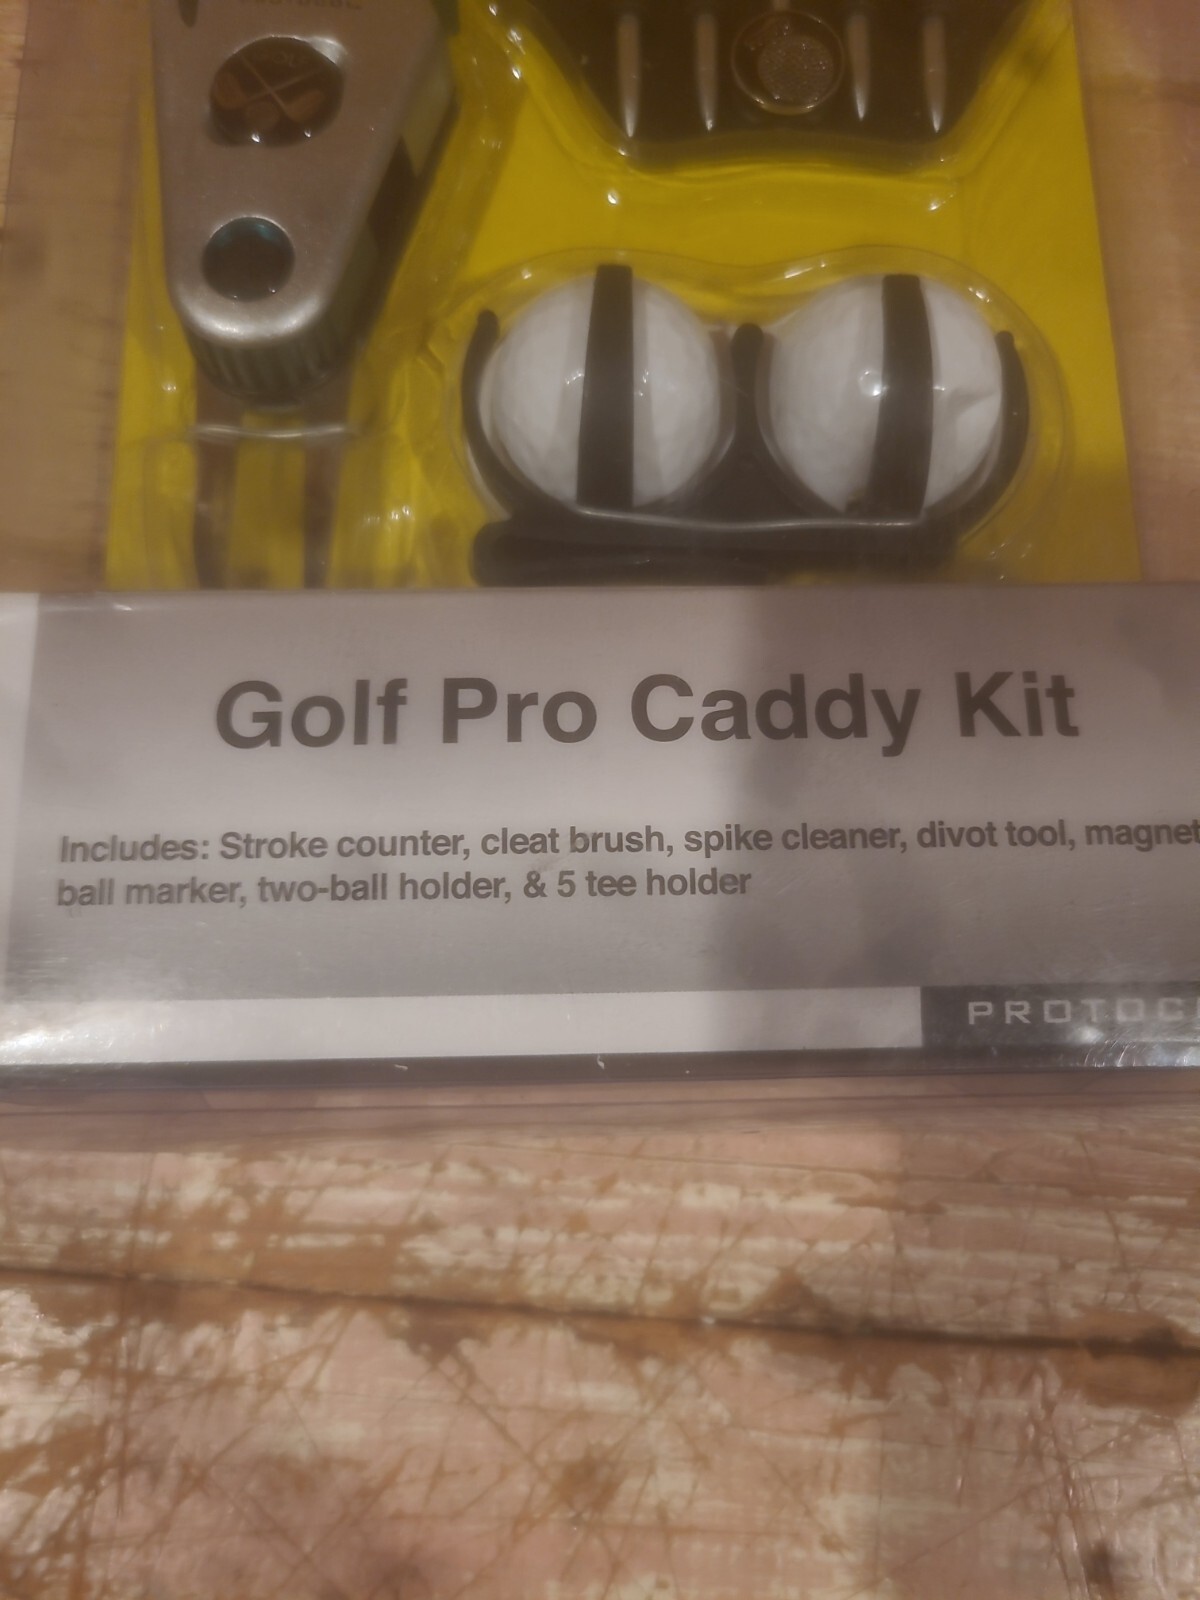 Golf Pro Caddy Kit
Includes: Stroke counter, cleat brush, spike cleaner, divot tool, magnet
ball marker, two-ball holder, & 5 tee holder
PROTOC